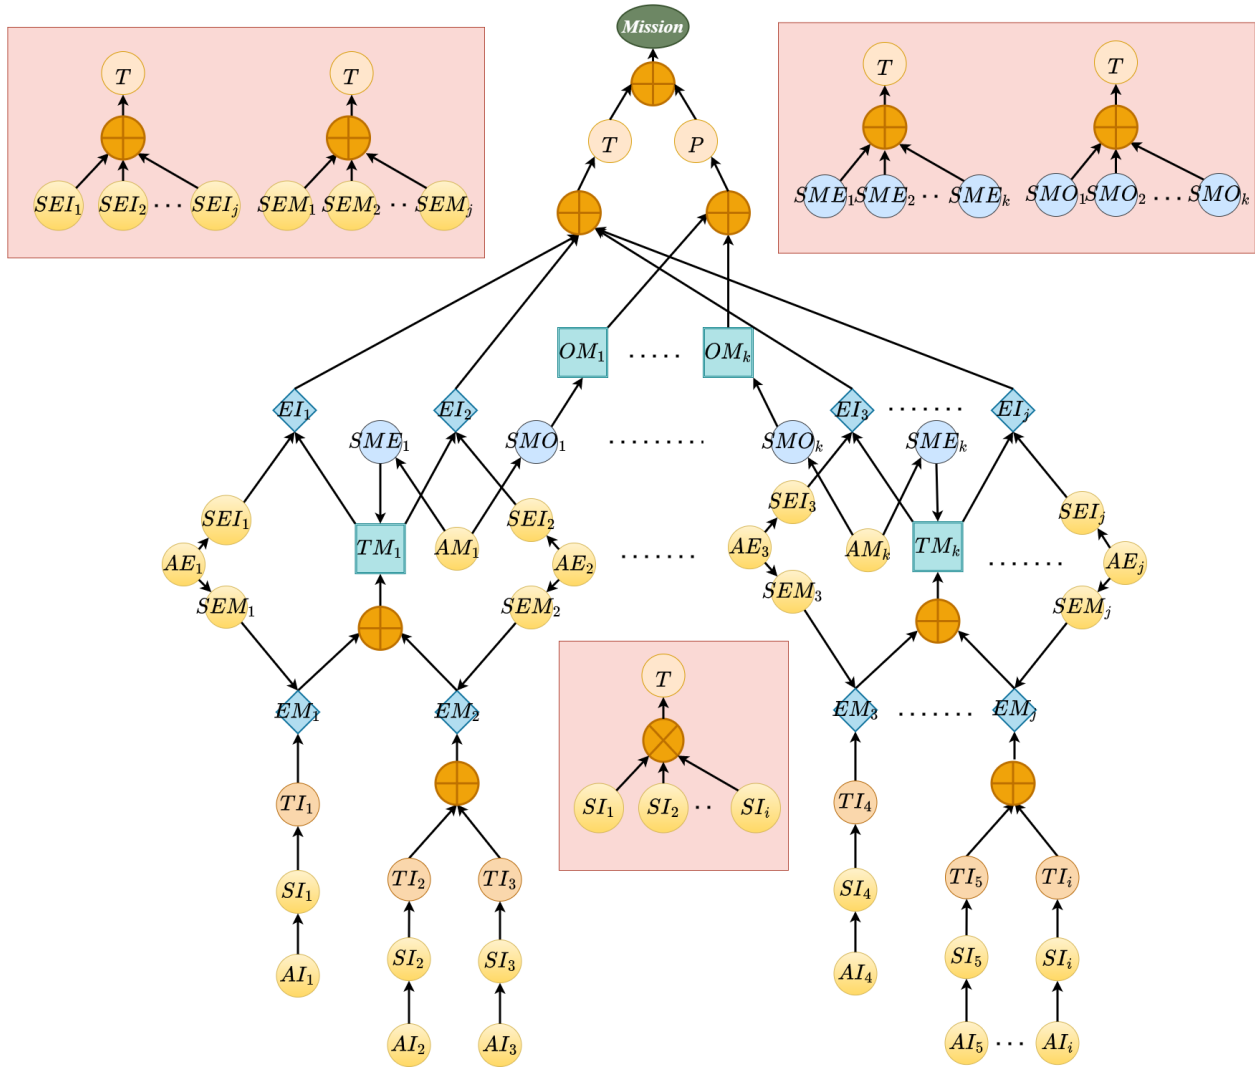 Mission
T T T T
T P
SEI₁ SEI₂ ··· SEIⱼ SEM₁ SEM₂ ·· SEMⱼ
SME₁ SME₂ ·· SMEₖ SMO₁ SMO₂ ... SMOₖ
OM₁ ..... OMₖ
EI₁ EI₂ EI₃ ........ EIⱼ
SME₁ SMO₁ ......... SMOₖ SMEₖ
SEI₁ SEI₂ SEI₃ SEIⱼ
TM₁ AM₁ AMₖ TMₖ
AE₁ AE₂ ....... AE₃ ....... AEⱼ
SEM₁ SEM₂ SEM₃ SEMⱼ
T
EM₁ EM₂ EM₃ ........ EMⱼ
SI₁ SI₂ ·· SIᵢ
TI₁ TI₄
TI₂ TI₃ TI₅ TIᵢ
SI₁ SI₄
SI₂ SI₃ SI₅ SIᵢ
AI₁ AI₄
AI₂ AI₃ AI₅ ··· AIᵢ